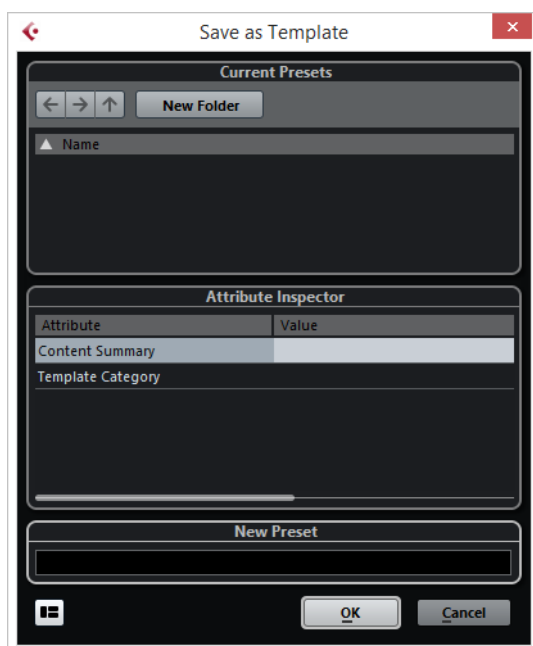 Save as Template
Current Presets
New Folder
Name
Attribute Inspector
Attribute Value
Content Summary
Template Category
New Preset
OK Cancel